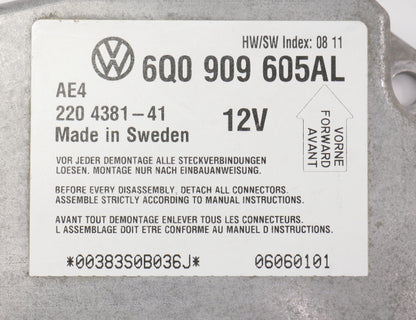 HW/SW Index: 08 11
6Q0 909 605AL
AE4
220 4381-41
12V
Made in Sweden
VORNE
FORWARD
AVANT
VOR JEDER DEMONTAGE ALLE STECKVERBINDUNGEN
LOESEN. MONTAGE NUR NACH EINBAUANWEISUNG.
BEFORE EVERY DISASSEMBLY, DETACH ALL CONNECTORS.
ASSEMBLE STRICTLY ACCORDING TO MANUAL INSTRUCTIONS.
AVANT TOUT DEMONTAGE ENLEVER TOUS LES CONNECTEURS.
L ASSEMBLAGE DOIT ETRE CONFORME AU MANUEL D INSTRUCTIONS.
*00383S0B036J* 06060101